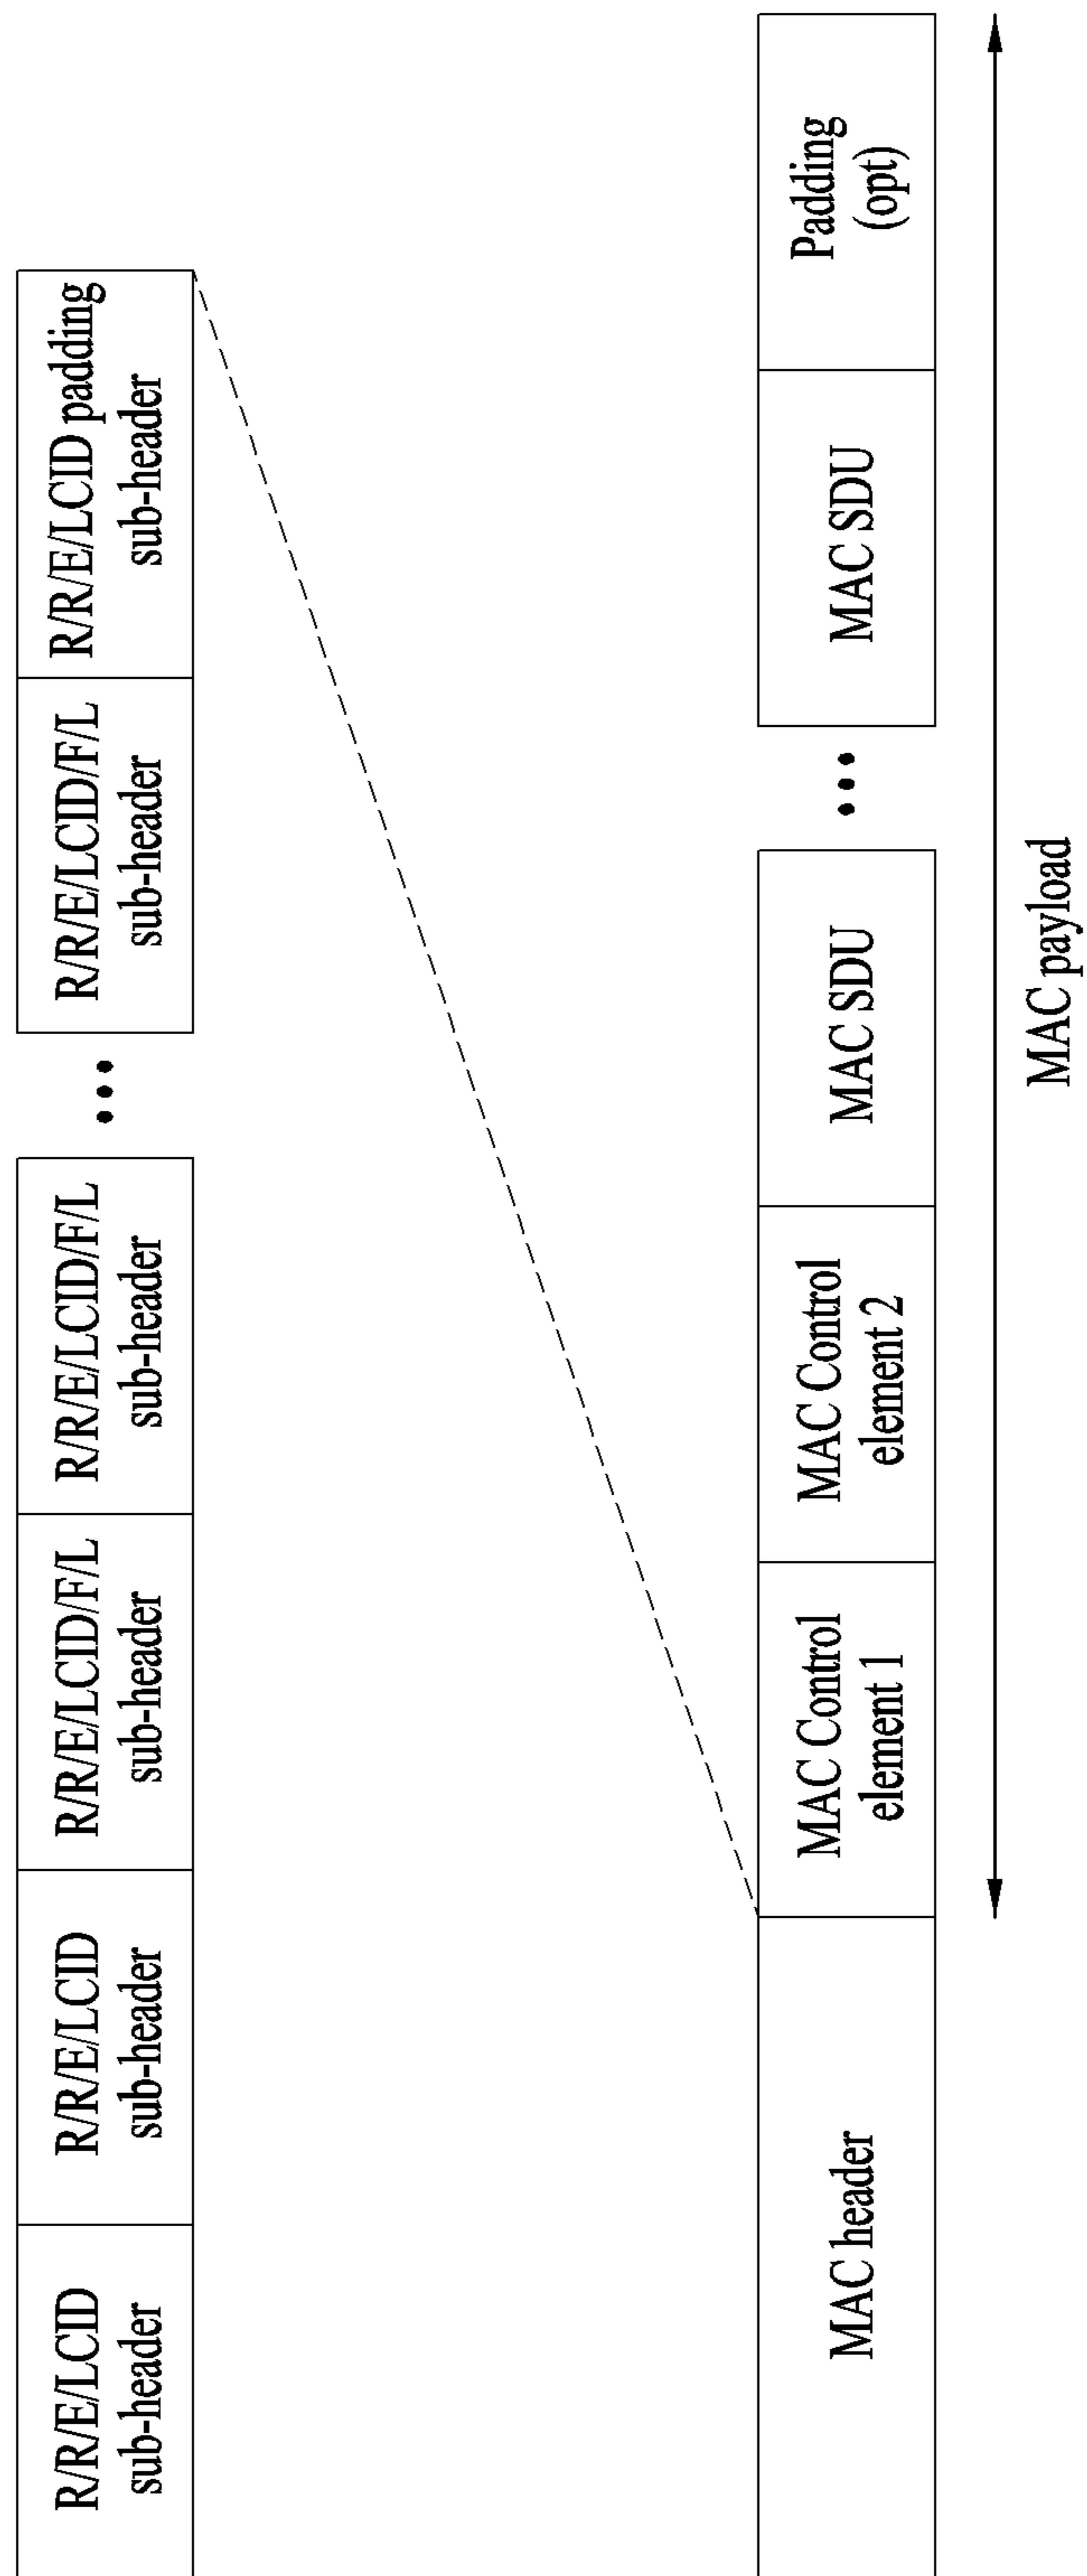 R/R/E/LCID
sub-header
R/R/E/LCID
sub-header
R/R/E/LCID/F/L
sub-header
R/R/E/LCID/F/L
sub-header
...
R/R/E/LCID/F/L
sub-header
R/R/E/LCID padding
sub-header
MAC header
MAC Control
element 1
MAC Control
element 2
MAC SDU
...
MAC SDU
Padding
(opt)
MAC payload